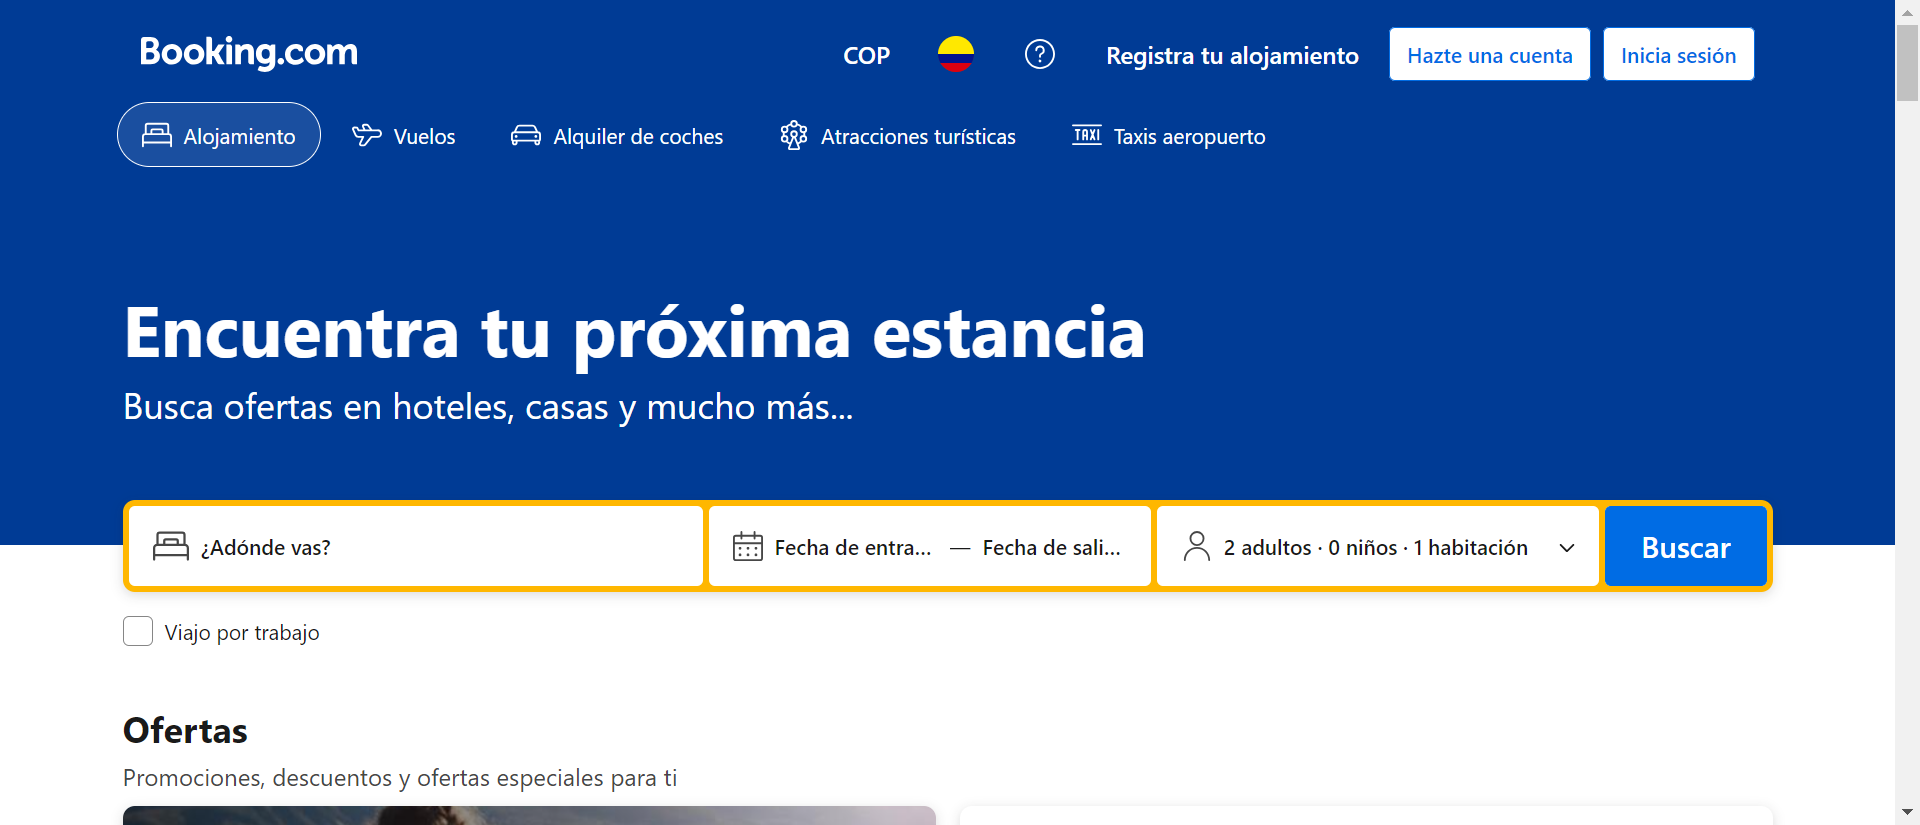 Booking.com
COP
Registra tu alojamiento
Hazte una cuenta
Inicia sesión
Alojamiento
Vuelos
Alquiler de coches
Atracciones turísticas
TAXI Taxis aeropuerto
Encuentra tu próxima estancia
Busca ofertas en hoteles, casas y mucho más...
¿Adónde vas?
Fecha de entra... — Fecha de sali...
2 adultos · 0 niños · 1 habitación
Buscar
Viajo por trabajo
Ofertas
Promociones, descuentos y ofertas especiales para ti